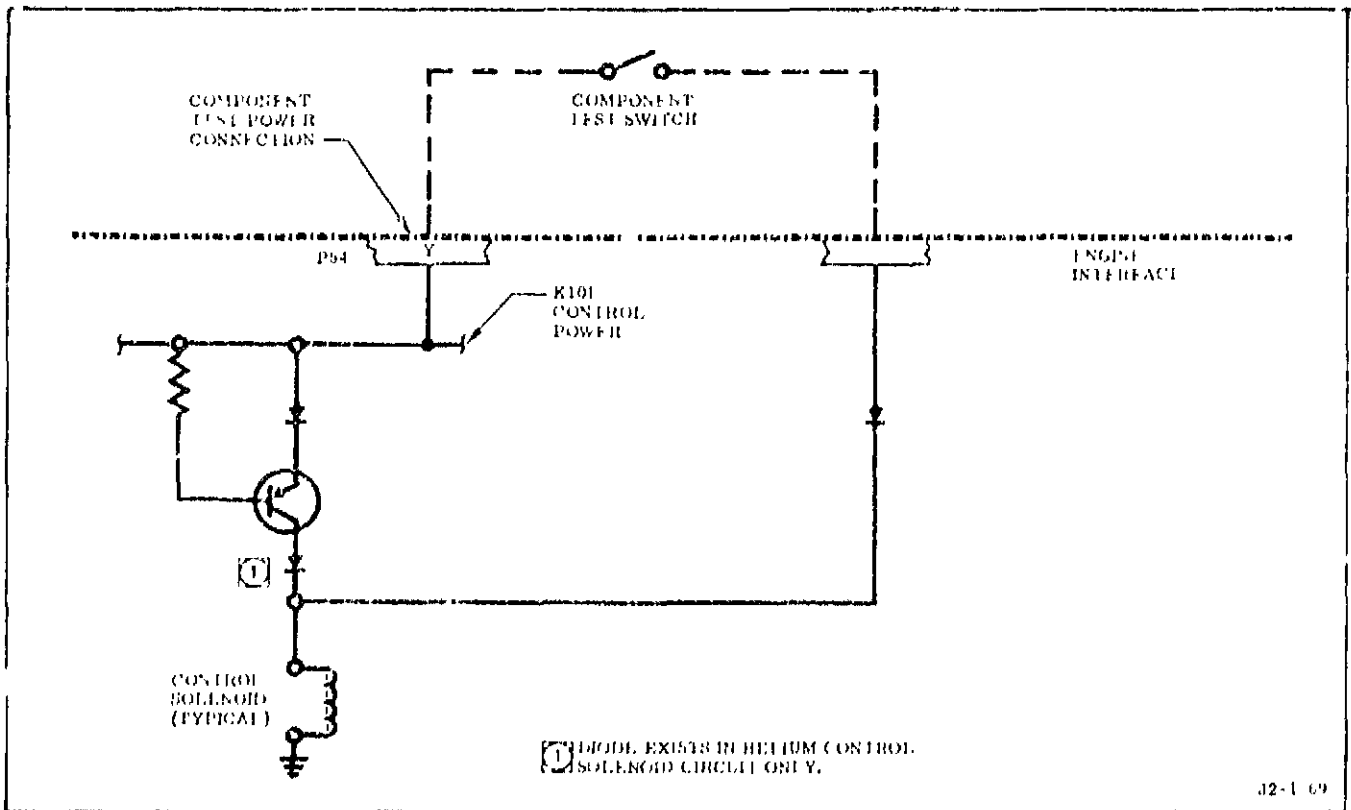 COMPONENT
TEST POWER
CONNECTION
COMPONENT
TEST SWITCH
Y
P54
ENGINE
INTERFACE
K101
CONTROL
POWER
1
CONTROL
SOLENOID
(TYPICAL)
1 DIODE EXISTS IN HELIUM CONTROL
SOLENOID CIRCUIT ONLY.
J2-1 69